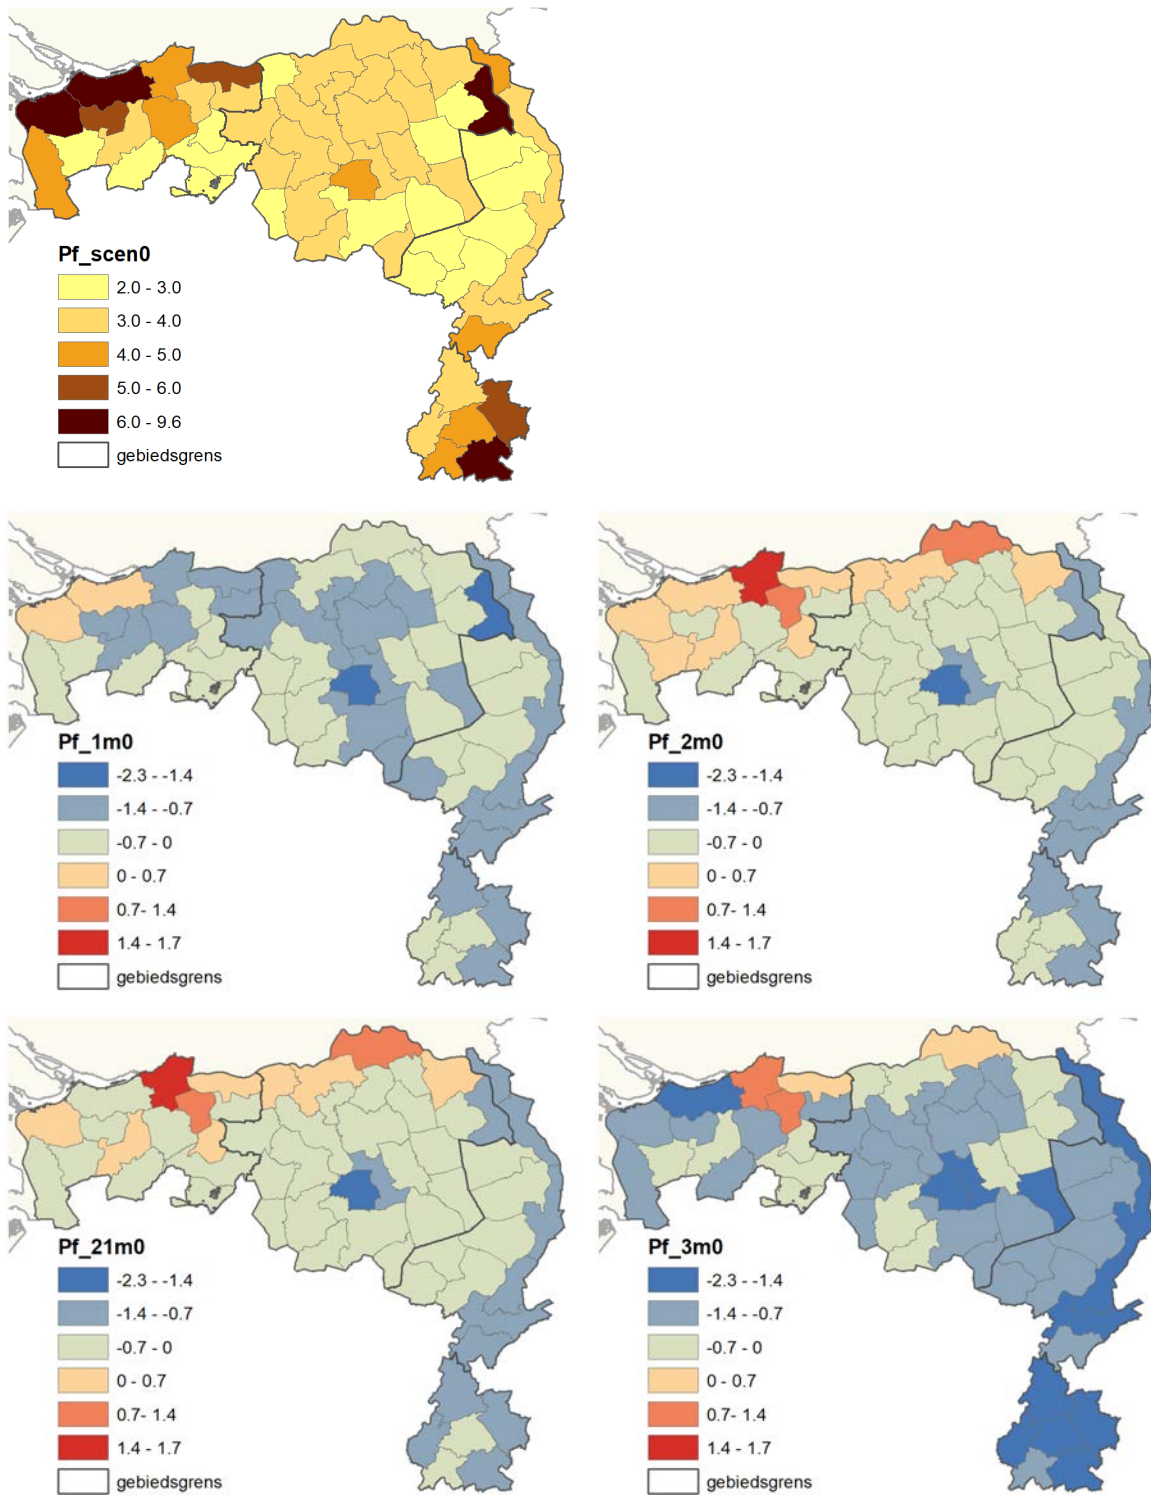 Pf_scen0
2.0 - 3.0
3.0 - 4.0
4.0 - 5.0
5.0 - 6.0
6.0 - 9.6
gebiedsgrens
Pf_1m0
-2.3 - -1.4
-1.4 - -0.7
-0.7 - 0
0 - 0.7
0.7- 1.4
1.4 - 1.7
gebiedsgrens
Pf_2m0
-2.3 - -1.4
-1.4 - -0.7
-0.7 - 0
0 - 0.7
0.7- 1.4
1.4 - 1.7
gebiedsgrens
Pf_21m0
-2.3 - -1.4
-1.4 - -0.7
-0.7 - 0
0 - 0.7
0.7- 1.4
1.4 - 1.7
gebiedsgrens
Pf_3m0
-2.3 - -1.4
-1.4 - -0.7
-0.7 - 0
0 - 0.7
0.7- 1.4
1.4 - 1.7
gebiedsgrens